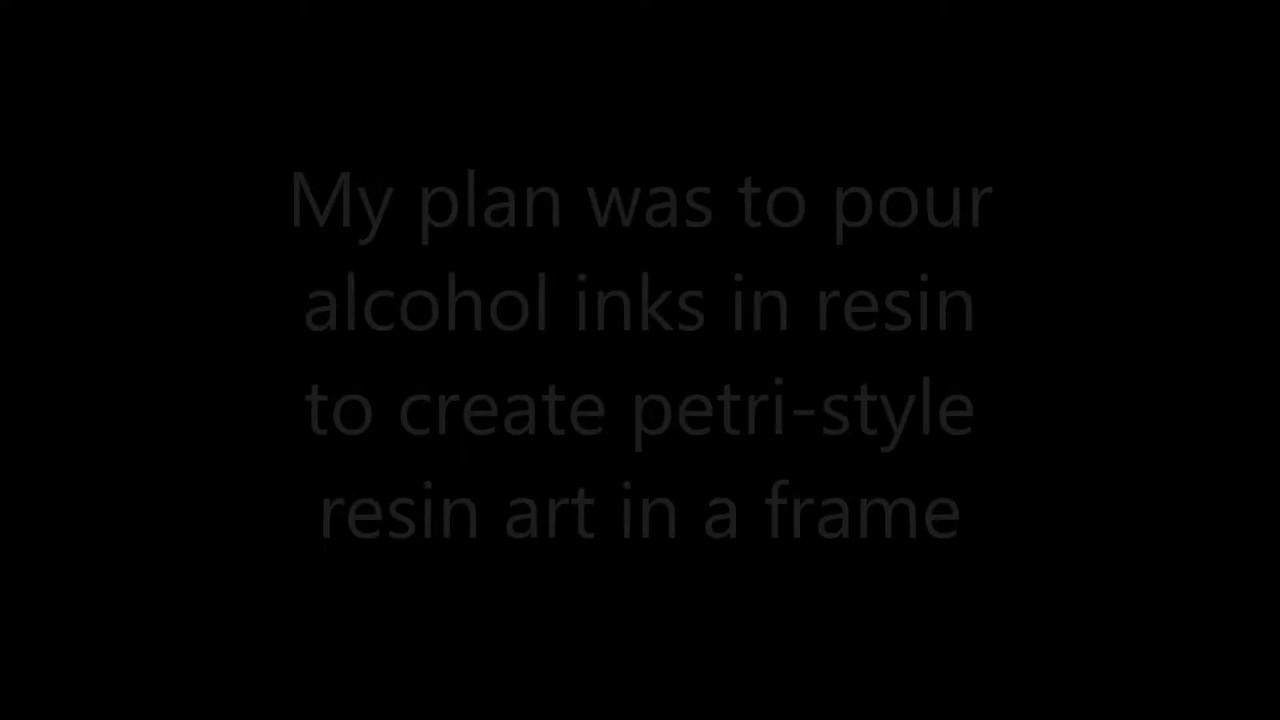 My plan was to pour
alcohol inks in resin
to create petri-style
resin art in a frame